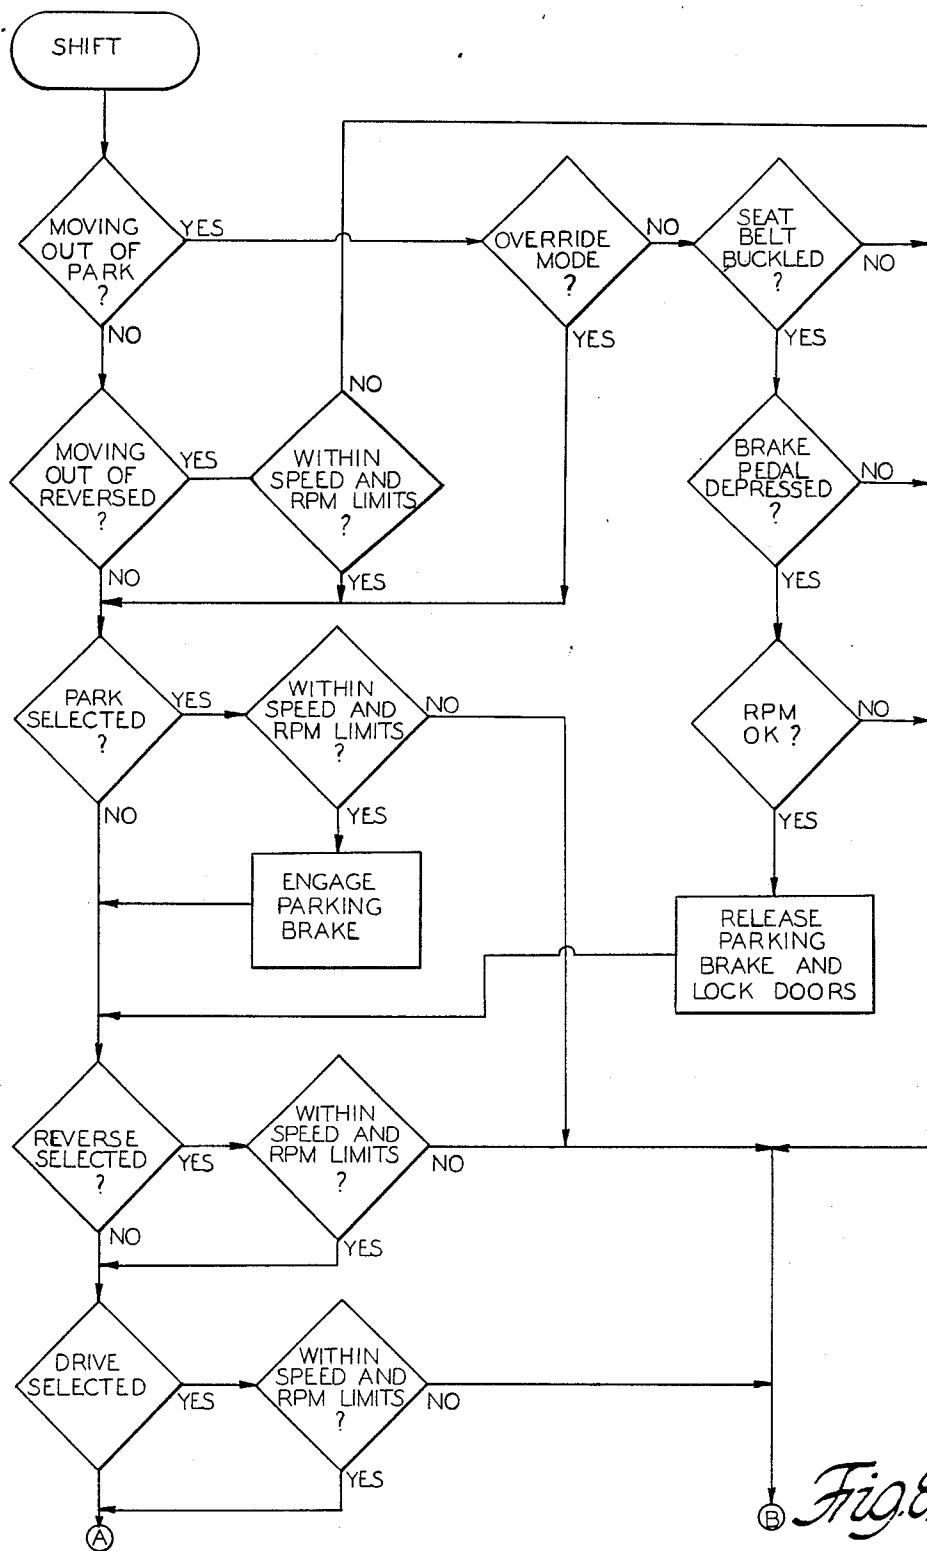 SHIFT
MOVING
OUT OF
PARK
?
YES
NO
OVERRIDE
MODE
?
NO
YES
SEAT
BELT
BUCKLED
?
NO
YES
MOVING
OUT OF
REVERSED
?
YES
NO
WITHIN
SPEED AND
RPM LIMITS
?
NO
YES
BRAKE
PEDAL
DEPRESSED
?
NO
YES
PARK
SELECTED
?
YES
NO
WITHIN
SPEED AND
RPM LIMITS
?
NO
YES
RPM
OK ?
NO
YES
ENGAGE
PARKING
BRAKE
RELEASE
PARKING
BRAKE AND
LOCK DOORS
REVERSE
SELECTED
?
YES
NO
WITHIN
SPEED AND
RPM LIMITS
?
NO
YES
DRIVE
SELECTED
YES
WITHIN
SPEED AND
RPM LIMITS
?
NO
YES
A
B